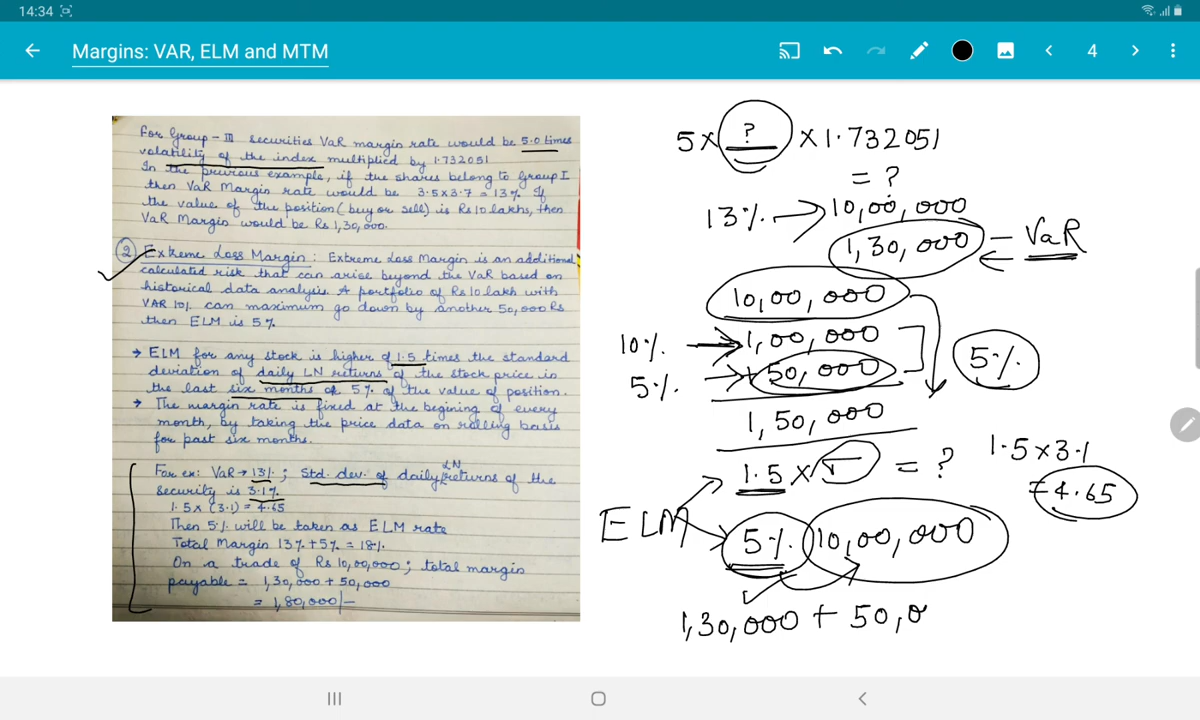 14:34
Margins: VAR, ELM and MTM
4
For Group-III securities VaR margin rate would be 5.0 times
volatility of the index multiplied by 1.732051
In the previous example, if the shares belong to Group I
then VaR Margin rate would be 3.5x3.7 = 13%. If
the value of the position (buy or sell) is Rs 10 lakhs, then
VaR Margin would be Rs 1,30,000.
② Extreme Loss Margin: Extreme Loss Margin is an additional
calculated risk that can arise beyond the VaR based on
historical data analysis. A portfolio of Rs 10 lakh with
VAR 10% can maximum go down by another 50,000 Rs
then ELM is 5%
→ ELM for any stock is higher of 1.5 times the standard
deviation of daily LN returns of the stock price in
the last six months or 5% of the value of position.
→ The margin rate is fixed at the begining of every
month, by taking the price data on rolling basis
for past six months.
For ex: VaR → 13%; Std. dev. of daily LN returns of the
security is 3.1%
1.5x (3.1) = 4.65
Then 5% will be taken as ELM rate
Total Margin 13%+5% = 18%.
On a trade of Rs 10,00,000; total margin
payable = 1,30,000 + 50,000
= 1,80,000/-
5 x ? x 1.732051
= ?
13% → 10,00,000
1,30,000 = VaR
10,00,000
10% → 1,00,000
5% → + 50,000
5%
1,50,000
1.5 x σ = ?
1.5 x 3.1
= 4.65
ELM
5% 10,00,000
1,30,000 + 50,0